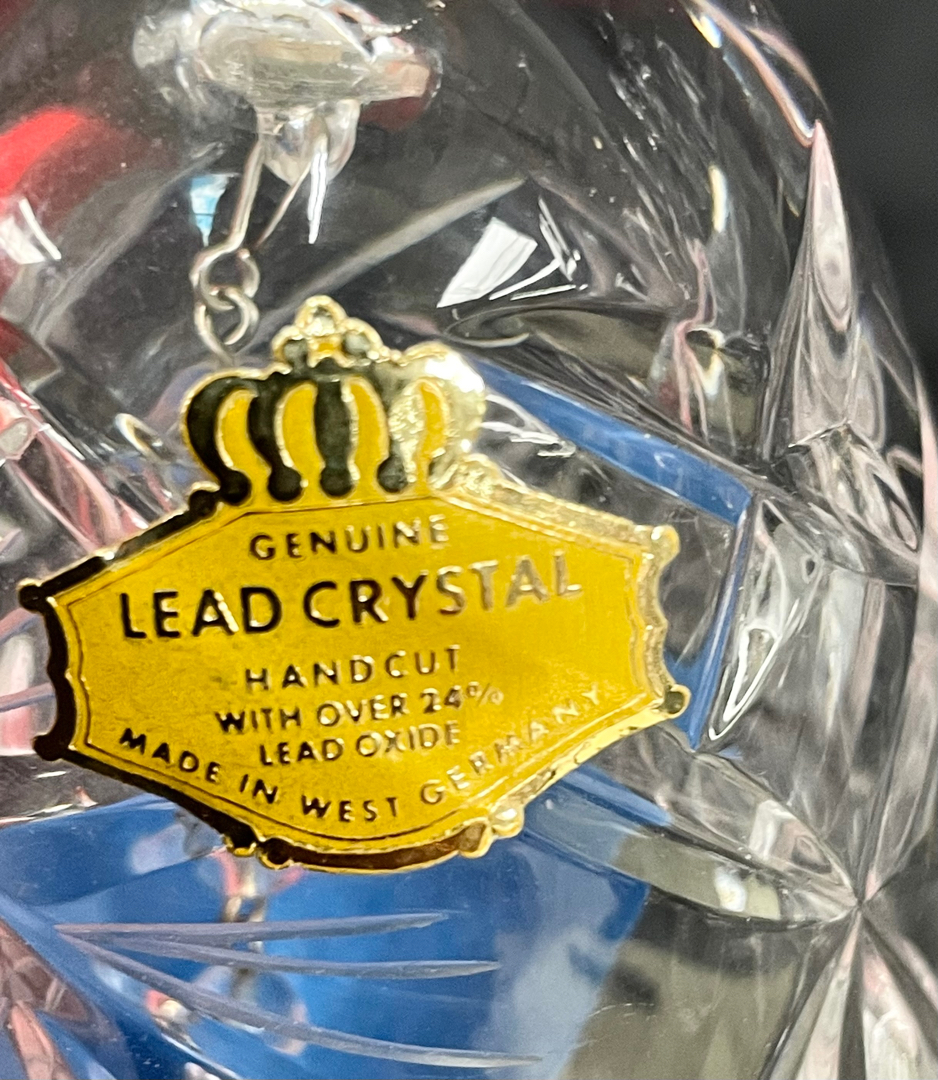 GENUINE
LEAD CRYSTAL
HAND CUT
WITH OVER 24%
LEAD OXIDE
MADE IN WEST GERMANY